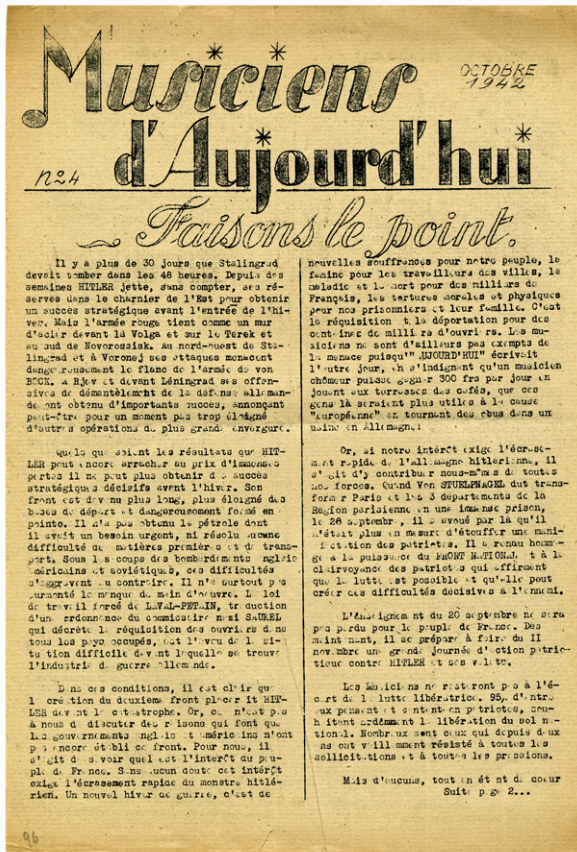 Musiciens
d'Aujourd'hui
OCTOBRE
1942
n°4
Faisons le point.
Il y a plus de 30 jours que Stalingrad
devait tomber dans les 48 heures. Depuis des
semaines HITLER jette, sans compter, ses ré-
serves dans le charnier de l'Est pour obtenir
un succès stratégique avant l'entrée de l'hi-
ver. Mais l'armée rouge tient comme un mur
d'acier devant la Volga et sur le Terek et
au sud de Novorossisk. Au nord-ouest de Sta-
lingrad et à Voronej ses attaques menacent
dangereusement le flanc de l'armée de von
BOCK. A Rjev et devant Léningrad ses offen-
sives de démantèlement de la défense alleman-
de ont obtenu d'importants succès, annonçant
peut-être pour un moment pas trop éloigné
d'autres opérations de plus grande envergure.
Quels que soient les résultats que HIT-
LER peut encore arracher au prix d'immenses
pertes il ne peut plus obtenir des succès
stratégiques décisifs avant l'hiver. Son
front est devenu plus long, plus éloigné des
bases de départ et dangereusement formé en
pointe. Il n'a pas obtenu le pétrole dont
il avait un besoin urgent, ni résolu aucune
difficulté de matières premières et de trans-
port. Sous les coups des bombardements anglais
américains et soviétiques, ces difficultés
s'aggravent au contraire. Il n'a surtout pas
surmonté le manque de main d'oeuvre. La loi
de travail forcé de LAVAL-PETAIN, traduction
d'une ordonnance du commissaire nazi SAUREL
qui décrète la réquisition des ouvriers dans
tous les pays occupés, est l'aveu de la si-
tuation difficile devant laquelle se trouve
l'industrie de guerre allemande.
Dans ces conditions, il est clair que
la création du deuxième front placerait HIT-
LER devant la catastrophe. Or, ce n'est pas
à nous de discuter des raisons qui font que
les gouvernements anglais et américains n'ont
pas encore établi ce front. Pour nous, il
s'agit de savoir quel est l'intérêt du peu-
ple de France. Sans aucun doute cet intérêt
exige l'écrasement rapide du monstre hitlé-
rien. Un nouvel hiver de guerre, c'est de
nouvelles souffrances pour notre peuple, la
famine pour les travailleurs des villes, la
maladie et la mort pour des milliers de
Français, les tortures morales et physiques
pour nos prisonniers et leur famille. C'est
la réquisition et la déportation pour des
centaines de milliers d'ouvriers. Les mu-
siciens ne sont d'ailleurs pas exempts de
la menace puisqu'"AUJOURD'HUI" écrivait
l'autre jour, en s'indignant qu'un musicien
chômeur puisse gagner 300 frs par jour en
jouant aux terrasses des cafés, que ces
gens là seraient plus utiles à la cause
"européenne" en tournant des obus dans un
usine en Allemagne!
Or, si notre intérêt exige l'écrase-
ment rapide de l'allemagne hitlérienne, il
s'agit d'y contribuer nous-mêmes de toutes
nos forces. Quand Von STUELPNAGEL dut trans-
former Paris et les 3 départements de la
Région parisienne en une immense prison,
le 20 septembre, il a avoué par là qu'il
n'était plus en mesure d'étouffer une mani-
festation des patriotes. Il a rendu homma-
ge à la puissance du FRONT NATIONAL et à la
clairvoyance des patriotes qui affirment
que la lutte est possible et qu'elle peut
créer des difficultés décisives à l'ennemi.
L'Enseignement du 20 septembre ne sera
pas perdu pour le peuple de France. Dès
maintenant, il se prépare à faire du 11
novembre une grande journée d'action patrio-
tique contre HITLER et ses valets.
Les Musiciens ne resteront pas à l'é-
cart de la lutte libératrice. 95% d'entre
eux pensent et sentent en patriotes, sou-
haitent ardemment la libération du sol na-
tional. Nombreux sont ceux qui depuis deux
ans ont vaillamment résisté à toutes les
sollicitations et à toutes les pressions.
Mais d'aucuns, tout en étant de coeur
Suite page 2...
96